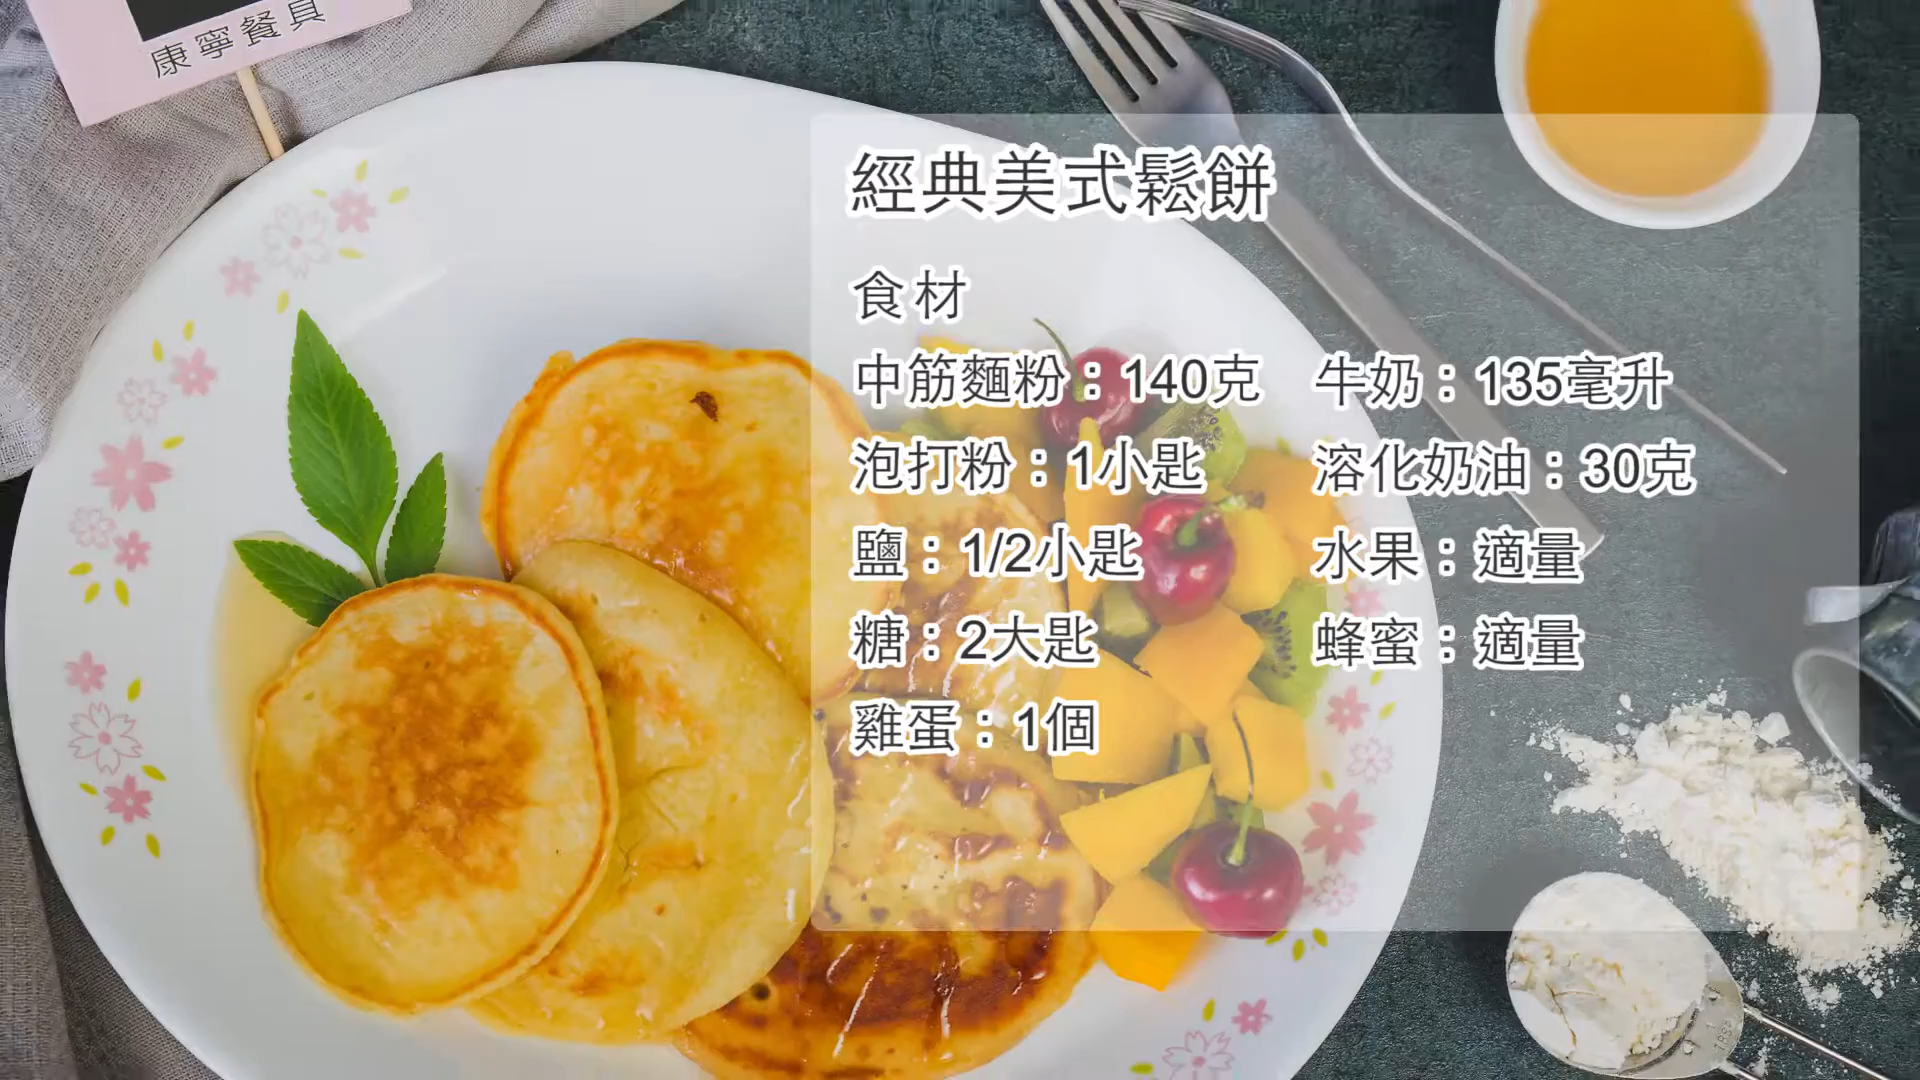 康寧餐具
經典美式鬆餅
食材
中筋麵粉：140克
泡打粉：1小匙
鹽：1/2小匙
糖：2大匙
雞蛋：1個
牛奶：135毫升
溶化奶油：30克
水果：適量
蜂蜜：適量